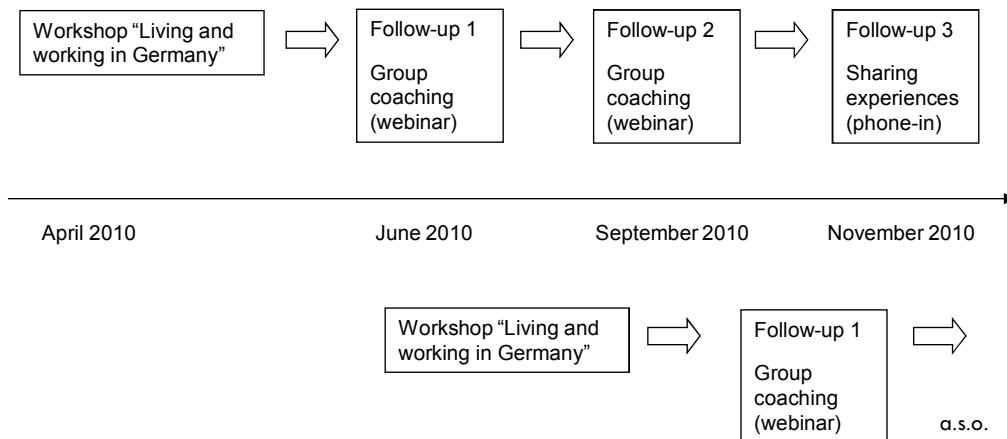 Workshop “Living and
working in Germany”
Follow-up 1
Group
coaching
(webinar)
Follow-up 2
Group
coaching
(webinar)
Follow-up 3
Sharing
experiences
(phone-in)
April 2010
June 2010
September 2010
November 2010
Workshop “Living and
working in Germany”
Follow-up 1
Group
coaching
(webinar)
a.s.o.